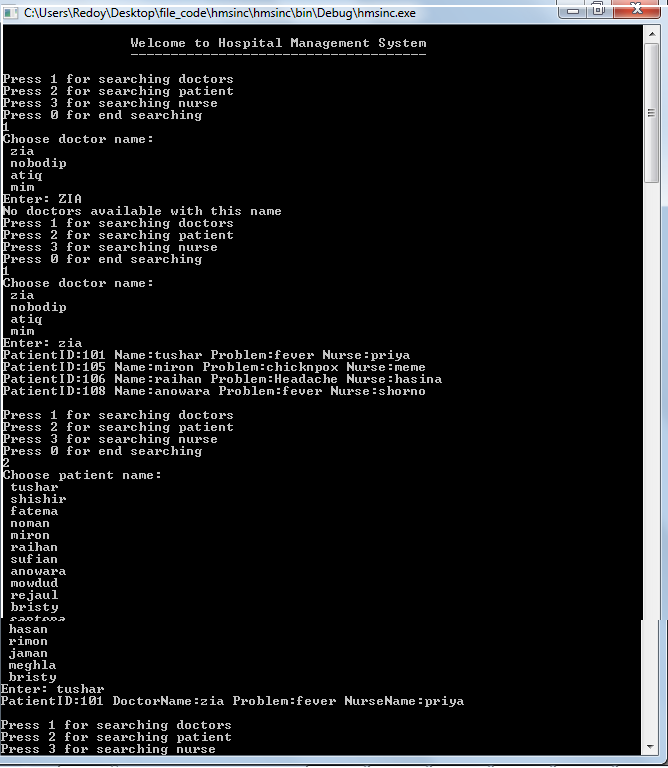 C:\Users\Redoy\Desktop\file_code\hmsinc\hmsinc\bin\Debug\hmsinc.exe
Welcome to Hospital Management System
-------------------------------------
Press 1 for searching doctors
Press 2 for searching patient
Press 3 for searching nurse
Press 0 for end searching
1
Choose doctor name:
zia
nobodip
atiq
mim
Enter: ZIA
No doctors available with this name
Press 1 for searching doctors
Press 2 for searching patient
Press 3 for searching nurse
Press 0 for end searching
1
Choose doctor name:
zia
nobodip
atiq
mim
Enter: zia
PatientID:101 Name:tushar Problem:fever Nurse:priya
PatientID:105 Name:miron Problem:chicknpox Nurse:meme
PatientID:106 Name:raihan Problem:Headache Nurse:hasina
PatientID:108 Name:anowara Problem:fever Nurse:shorno
Press 1 for searching doctors
Press 2 for searching patient
Press 3 for searching nurse
Press 0 for end searching
2
Choose patient name:
tushar
shishir
fatema
noman
miron
raihan
sufian
anowara
mowdud
rejaul
bristy
hasan
rimon
jaman
meghla
bristy
Enter: tushar
PatientID:101 DoctorName:zia Problem:fever NurseName:priya
Press 1 for searching doctors
Press 2 for searching patient
Press 3 for searching nurse